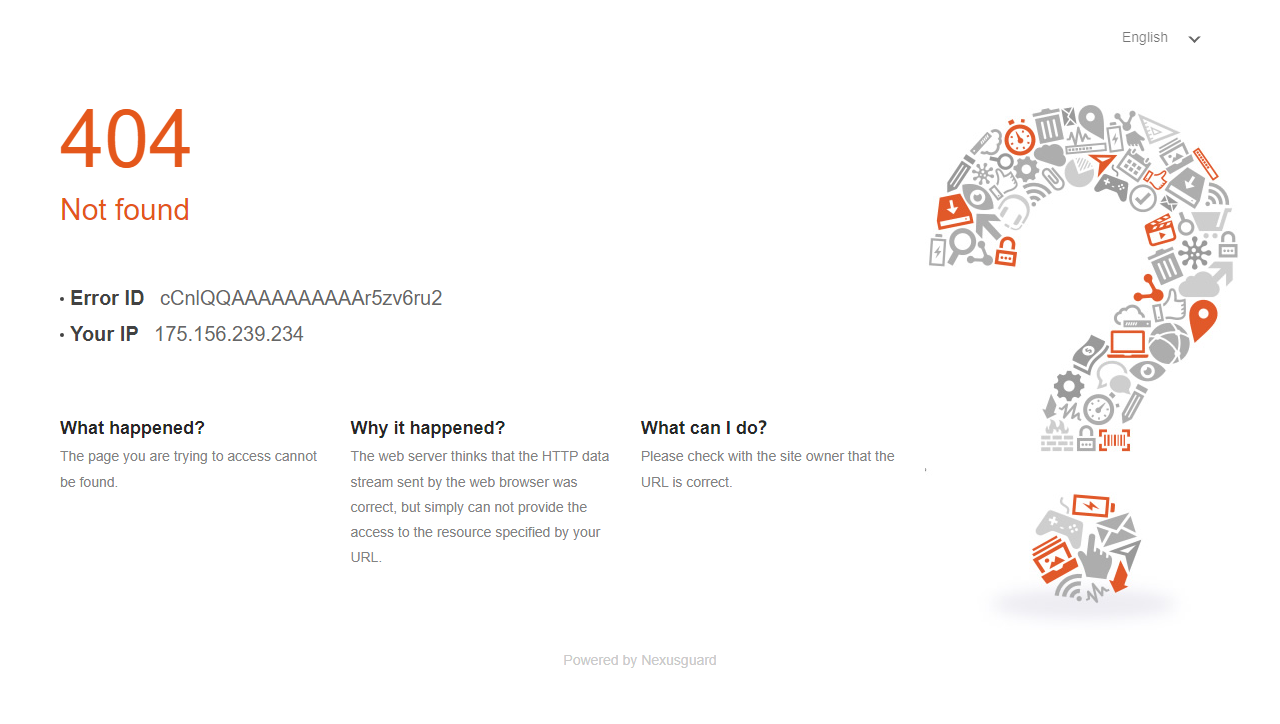 English
404
Not found
• Error ID cCnlQQAAAAAAAAAAr5zv6ru2
• Your IP 175.156.239.234
What happened?
The page you are trying to access cannot
be found.
Why it happened?
The web server thinks that the HTTP data
stream sent by the web browser was
correct, but simply can not provide the
access to the resource specified by your
URL.
What can I do?
Please check with the site owner that the
URL is correct.
Powered by Nexusguard